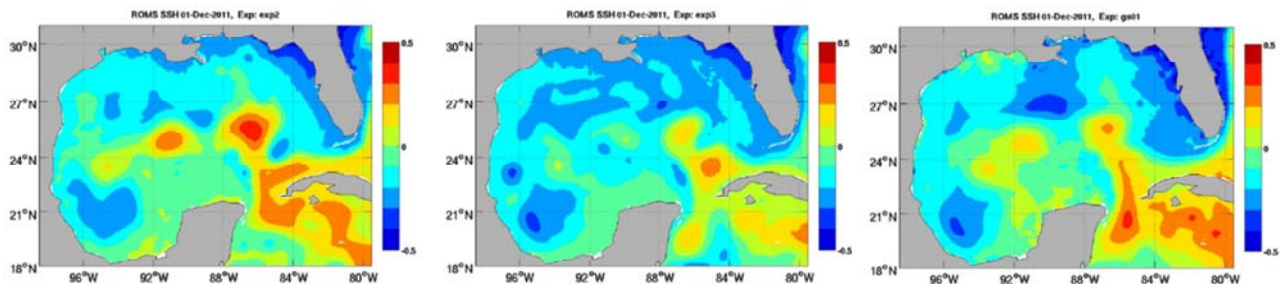 ROMS SSH 01-Dec-2011, Exp: exp2
30°N
27°N
24°N
21°N
18°N
96°W 92°W 88°W 84°W 80°W
0.5
0
-0.5
ROMS SSH 01-Dec-2011, Exp: exp3
30°N
27°N
24°N
21°N
18°N
96°W 92°W 88°W 84°W 80°W
0.5
0
-0.5
ROMS SSH 01-Dec-2011, Exp: gs01
30°N
27°N
24°N
21°N
18°N
96°W 92°W 88°W 84°W 80°W
0.5
0
-0.5